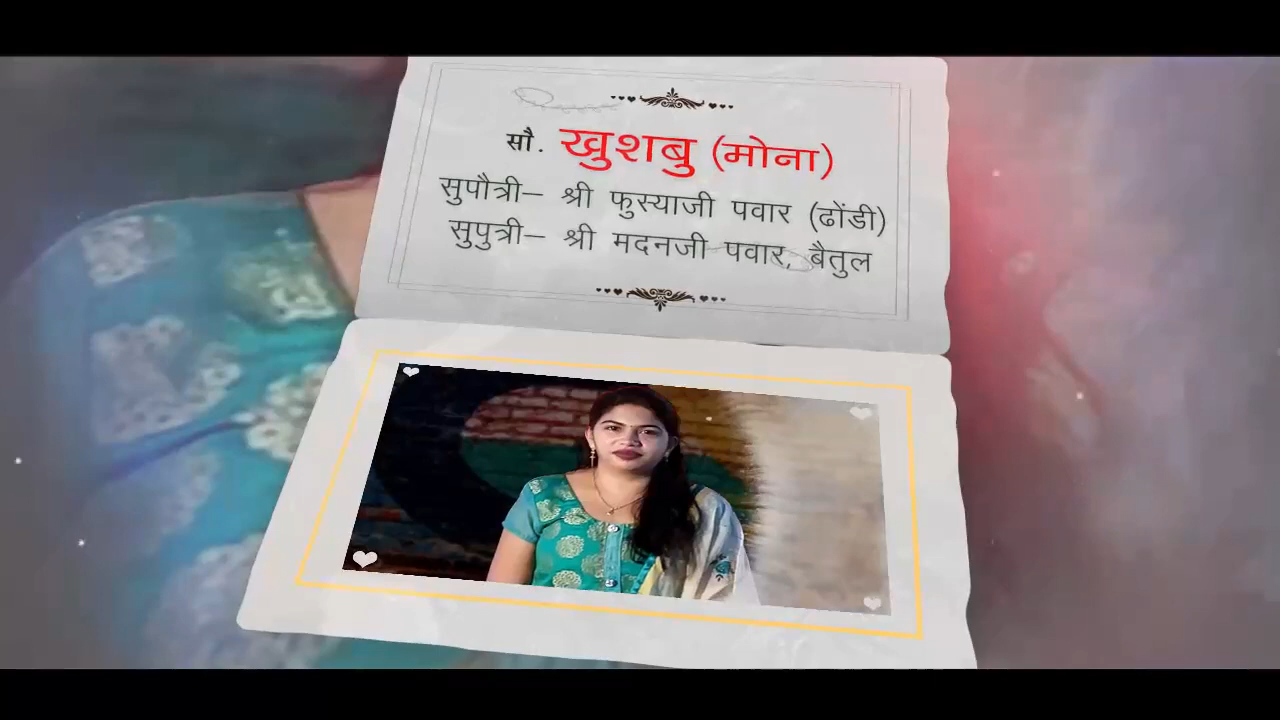 सौ. खुशबु (मोना)
सुपौत्री– श्री फुस्याजी पवार (ढोंडी)
सुपुत्री– श्री मदनजी पवार, बैतुल